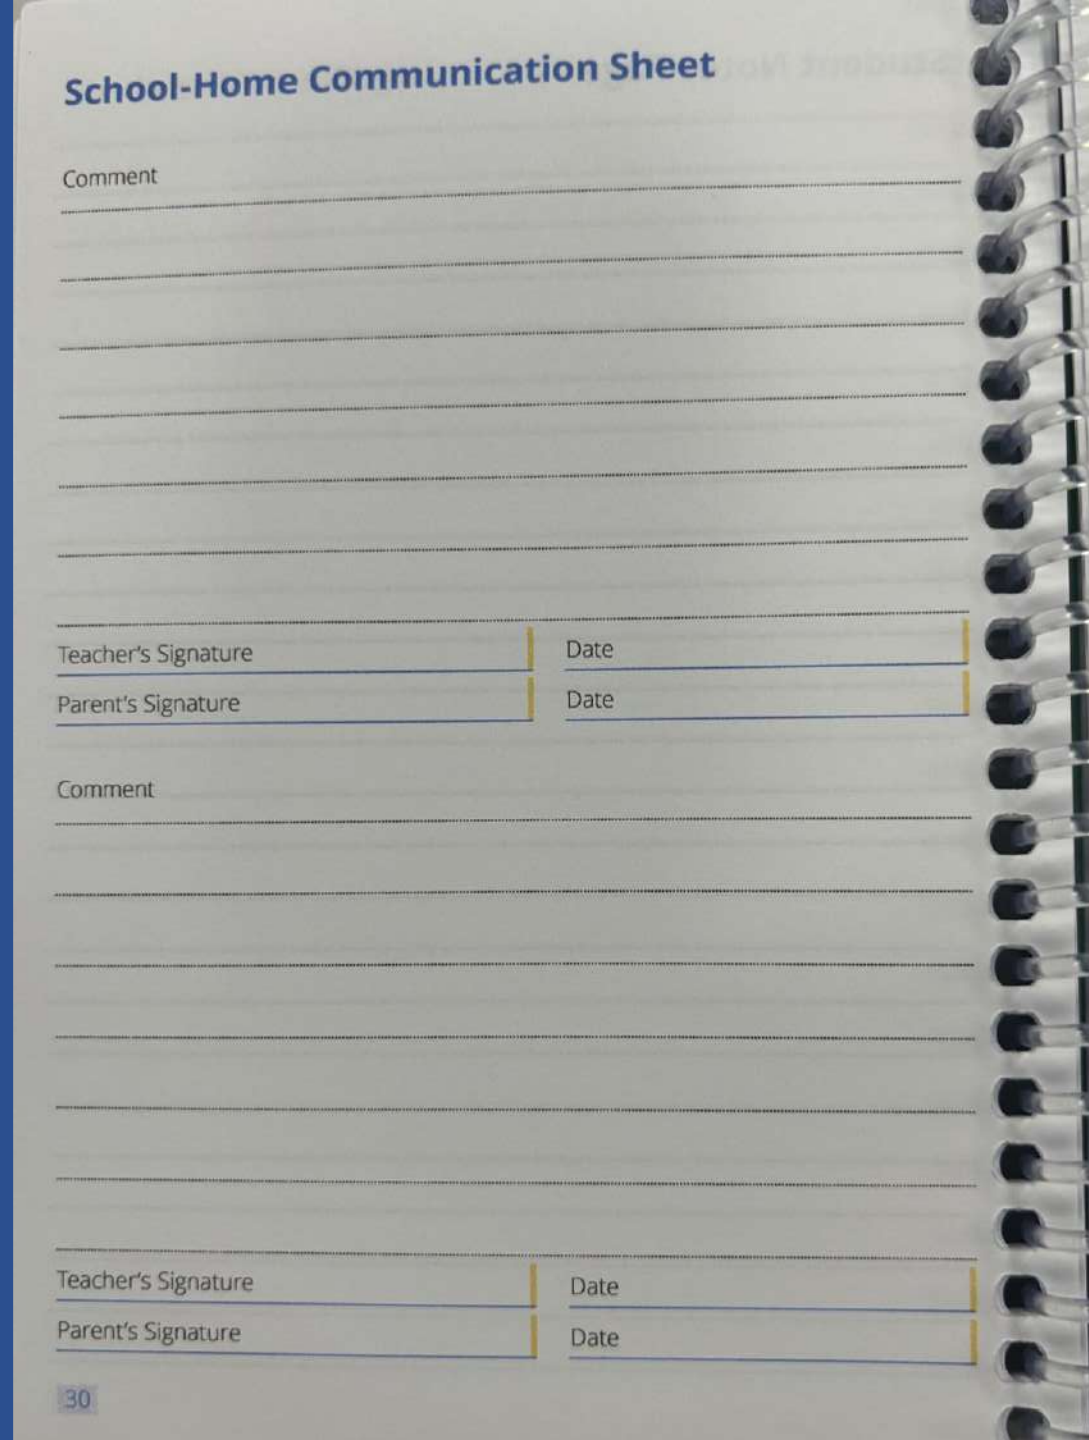 School-Home Communication Sheet
Comment
Teacher's Signature Date
Parent's Signature Date
Comment
Teacher's Signature Date
Parent's Signature Date
30